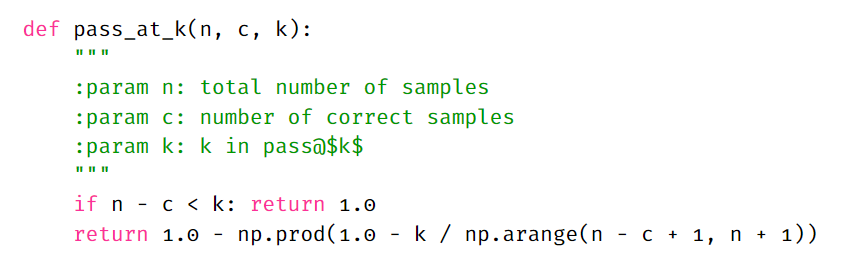 def pass_at_k(n, c, k):
"""
:param n: total number of samples
:param c: number of correct samples
:param k: k in pass@$k$
"""
if n - c < k: return 1.0
return 1.0 - np.prod(1.0 - k / np.arange(n - c + 1, n + 1))